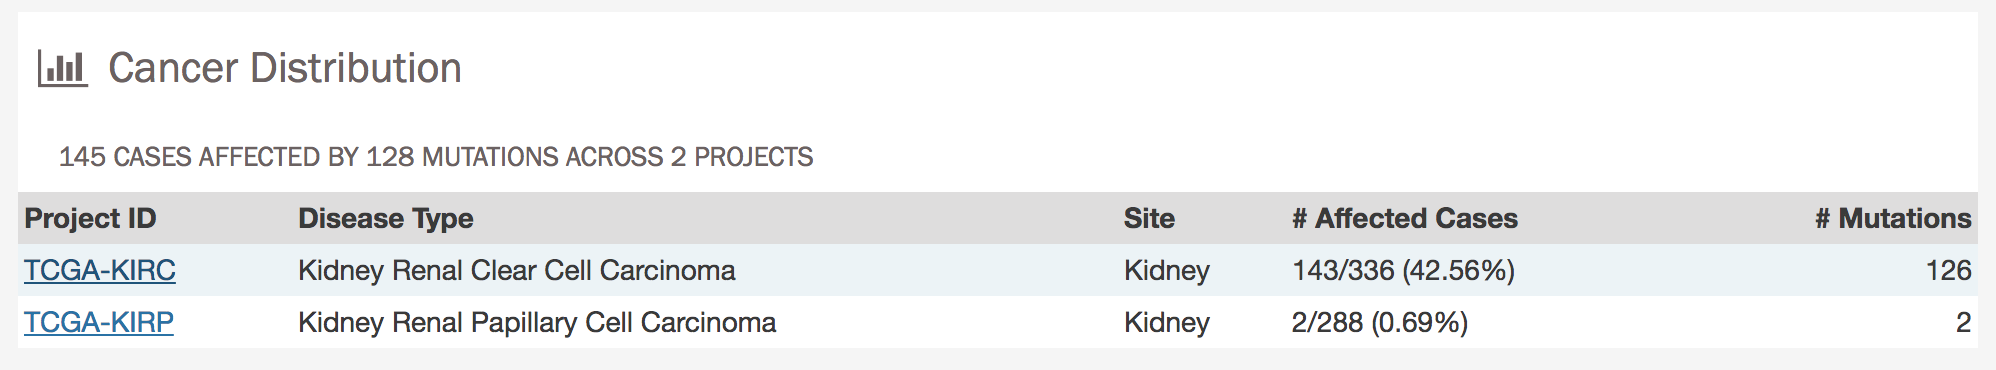 Cancer Distribution
145 CASES AFFECTED BY 128 MUTATIONS ACROSS 2 PROJECTS
Project ID Disease Type Site # Affected Cases # Mutations
TCGA-KIRC Kidney Renal Clear Cell Carcinoma Kidney 143/336 (42.56%) 126
TCGA-KIRP Kidney Renal Papillary Cell Carcinoma Kidney 2/288 (0.69%) 2